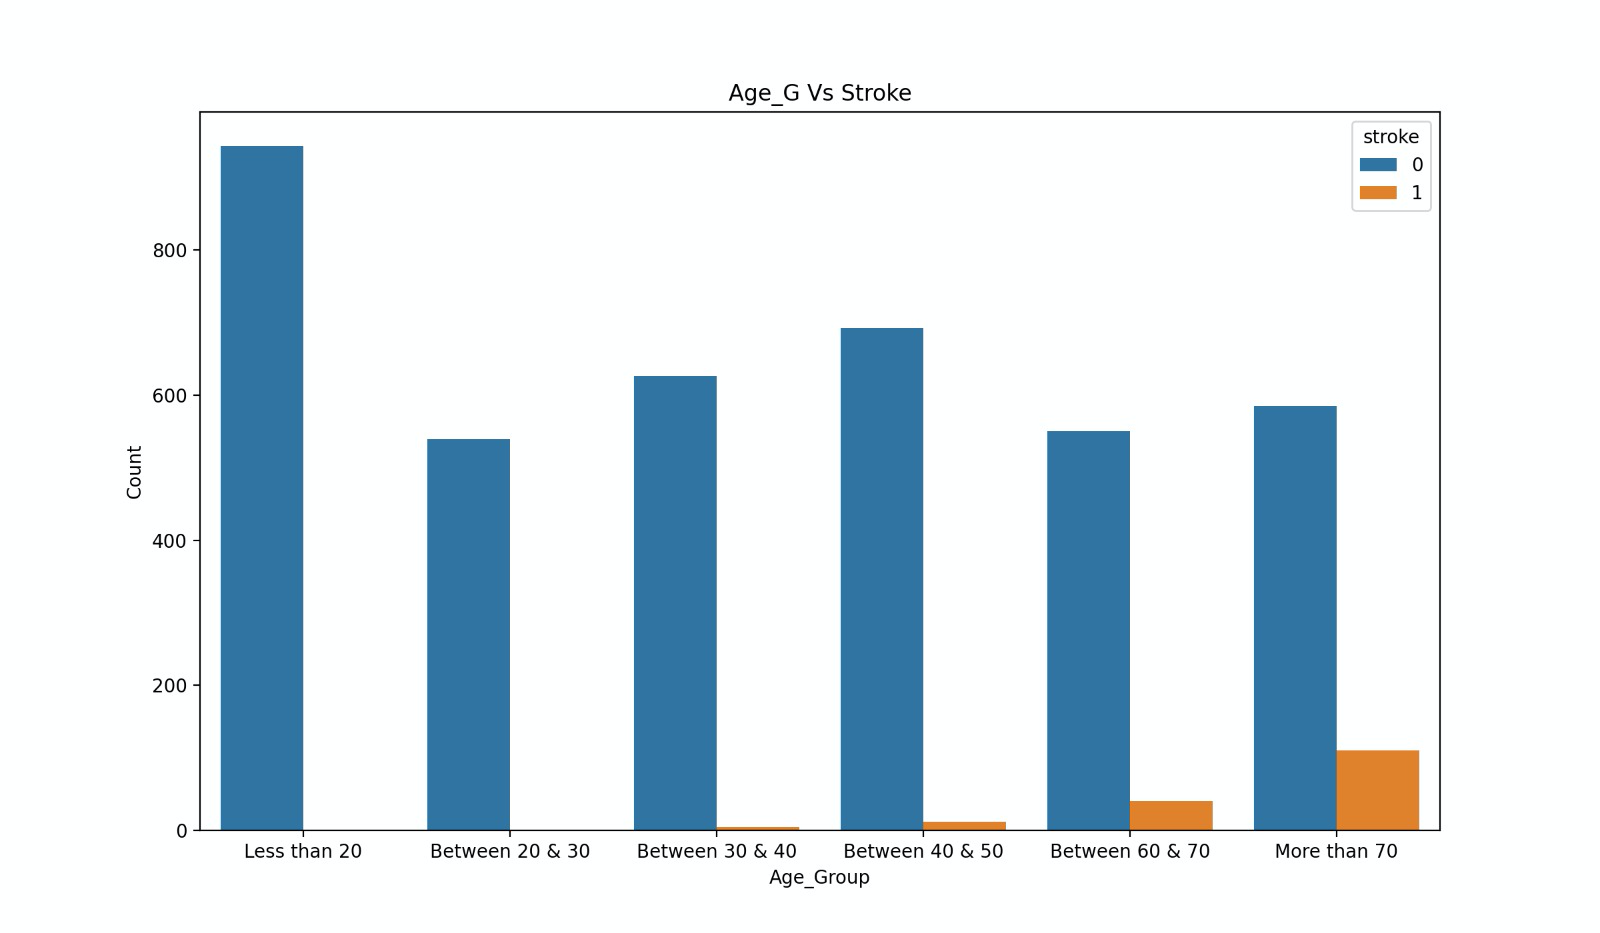 Age_G Vs Stroke
stroke
0
1
800
600
400
200
0
Count
Less than 20 Between 20 & 30 Between 30 & 40 Between 40 & 50 Between 60 & 70 More than 70
Age_Group